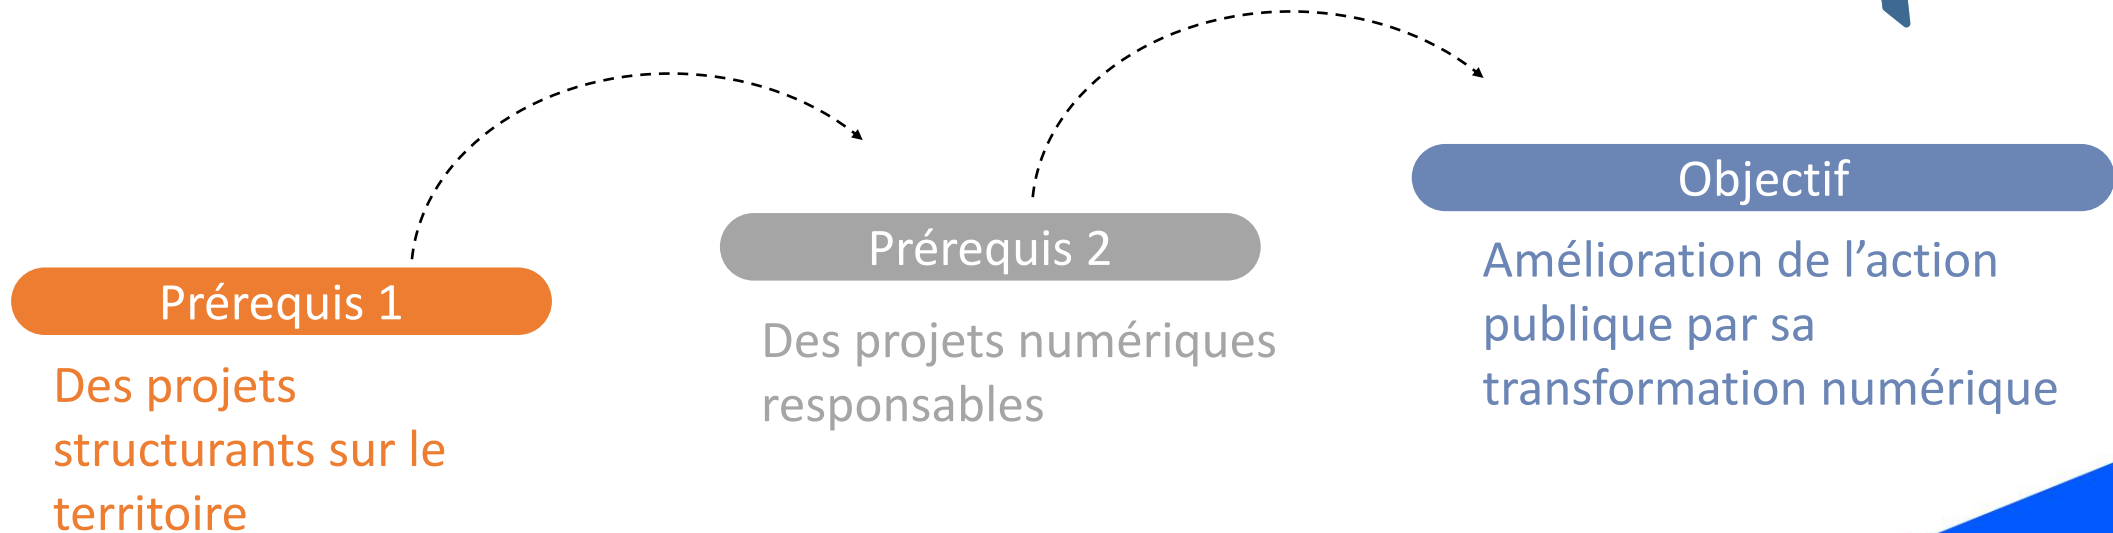 Prérequis 1
Des projets
structurants sur le
territoire
Prérequis 2
Des projets numériques
responsables
Objectif
Amélioration de l’action
publique par sa
transformation numérique